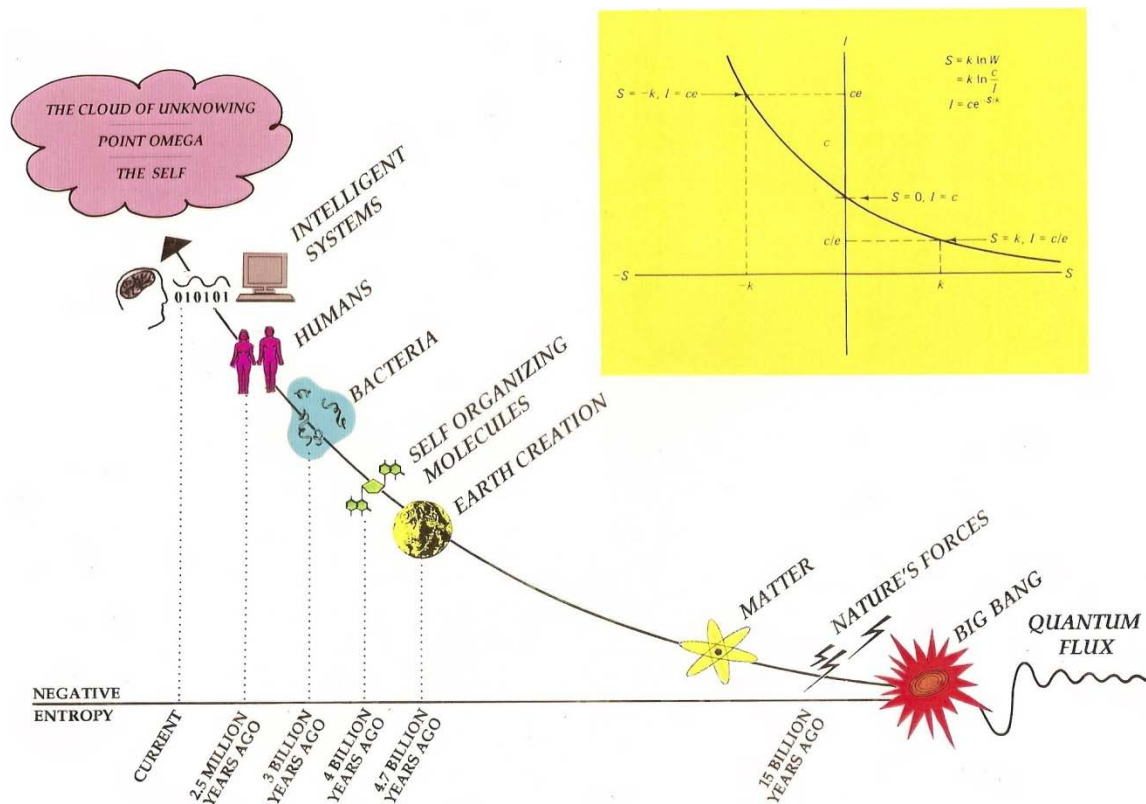 THE CLOUD OF UNKNOWING
POINT OMEGA
THE SELF
I
S = k ln W
= k ln c/I
I = ce^-S/k
S = -k, I = ce
ce
c
S = 0, I = c
c/e
S = k, I = c/e
-S
-k
k
S
INTELLIGENT
SYSTEMS
010101
HUMANS
BACTERIA
SELF ORGANIZING
MOLECULES
EARTH CREATION
MATTER
NATURE'S FORCES
BIG BANG
QUANTUM
FLUX
NEGATIVE
ENTROPY
CURRENT
2.5 MILLION
YEARS AGO
3 BILLION
YEARS AGO
4 BILLION
YEARS AGO
4.7 BILLION
YEARS AGO
15 BILLION
YEARS AGO